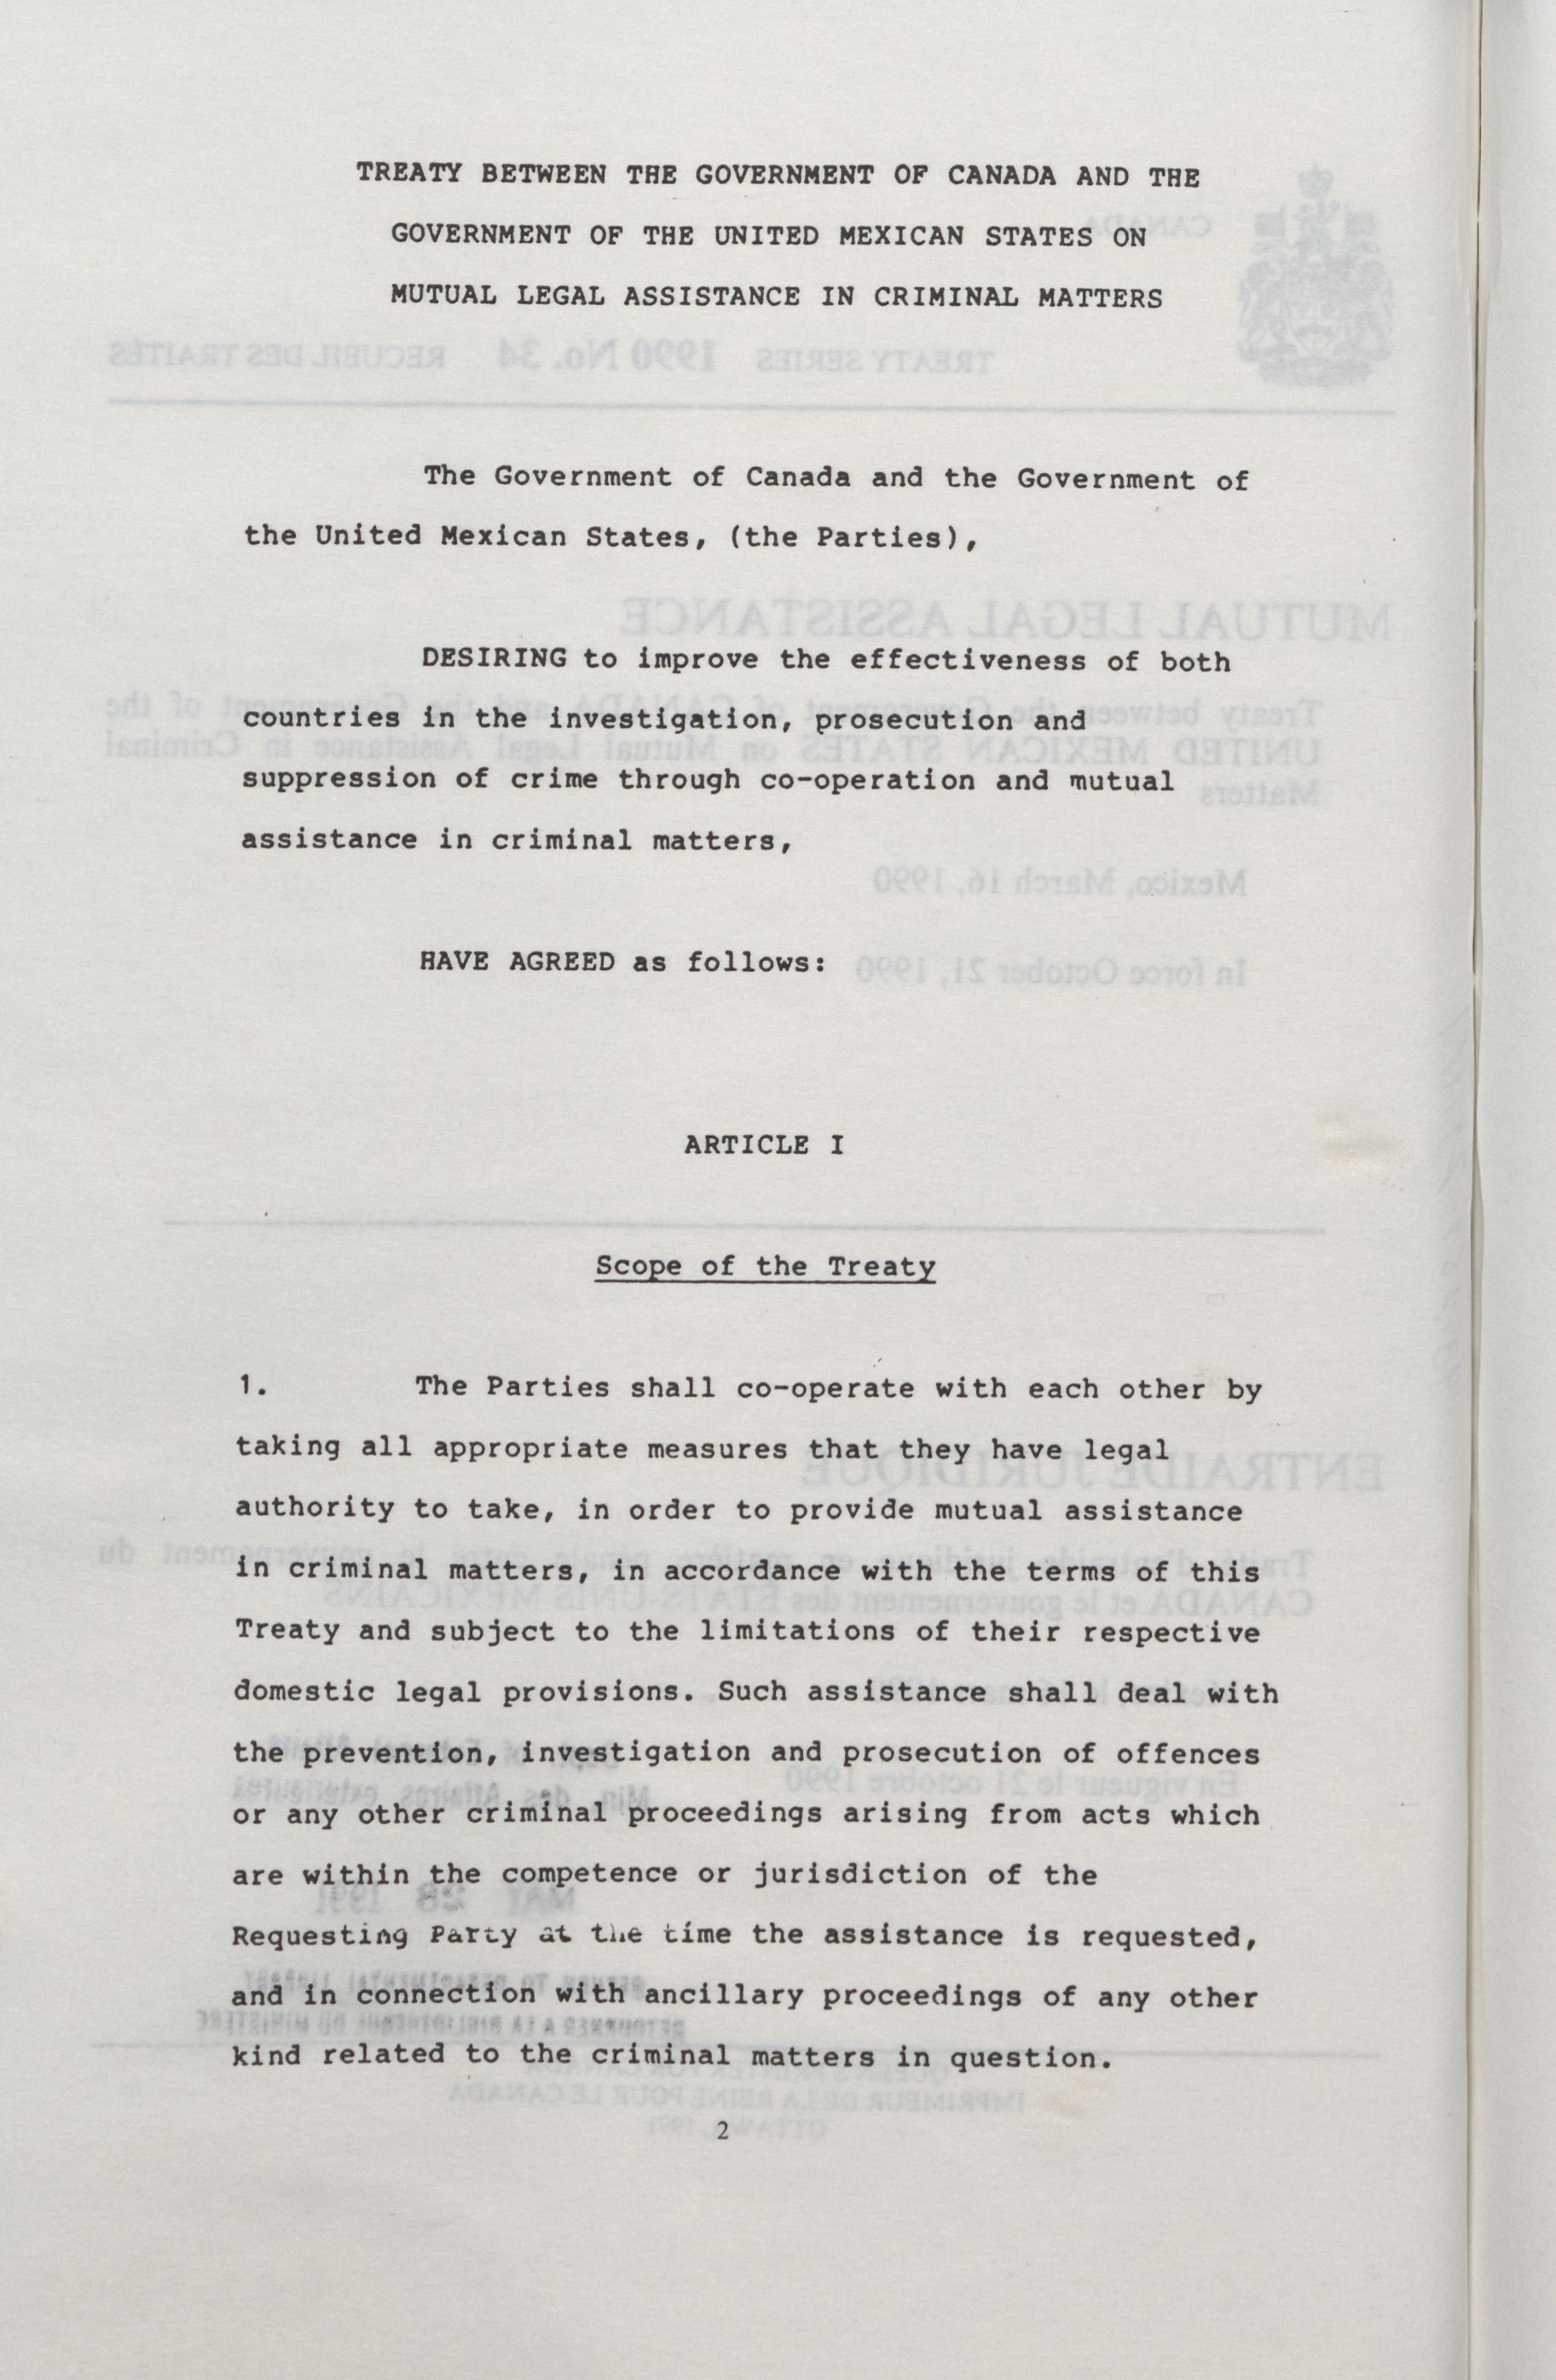 TREATY BETWEEN THE GOVERNMENT OF CANADA AND THE
GOVERNMENT OF THE UNITED MEXICAN STATES ON
MUTUAL LEGAL ASSISTANCE IN CRIMINAL MATTERS
The Government of Canada and the Government of
the United Mexican States, (the Parties),
DESIRING to improve the effectiveness of both
countries in the investigation, prosecution and
suppression of crime through co-operation and mutual
assistance in criminal matters,
HAVE AGREED as follows:
ARTICLE I
Scope of the Treaty
1. The Parties shall co-operate with each other by
taking all appropriate measures that they have legal
authority to take, in order to provide mutual assistance
in criminal matters, in accordance with the terms of this
Treaty and subject to the limitations of their respective
domestic legal provisions. Such assistance shall deal with
the prevention, investigation and prosecution of offences
or any other criminal proceedings arising from acts which
are within the competence or jurisdiction of the
Requesting Party at the time the assistance is requested,
and in connection with ancillary proceedings of any other
kind related to the criminal matters in question.
2